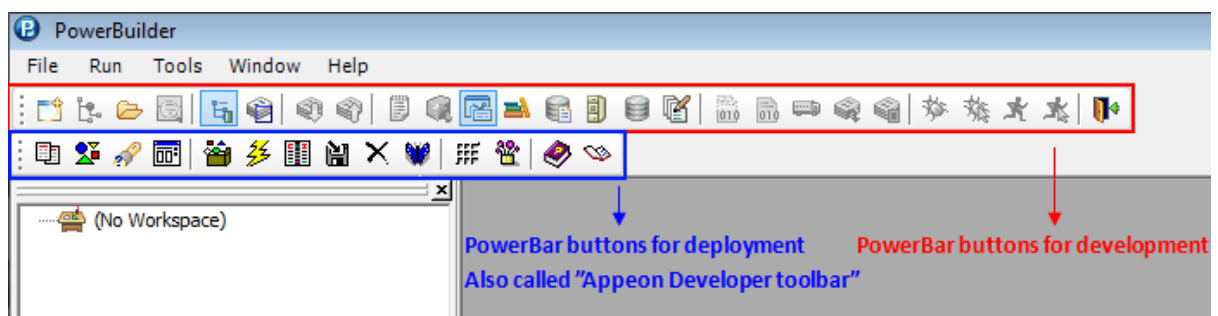 PowerBuilder
File Run Tools Window Help
(No Workspace)
PowerBar buttons for deployment
PowerBar buttons for development
Also called ”Appeon Developer toolbar”